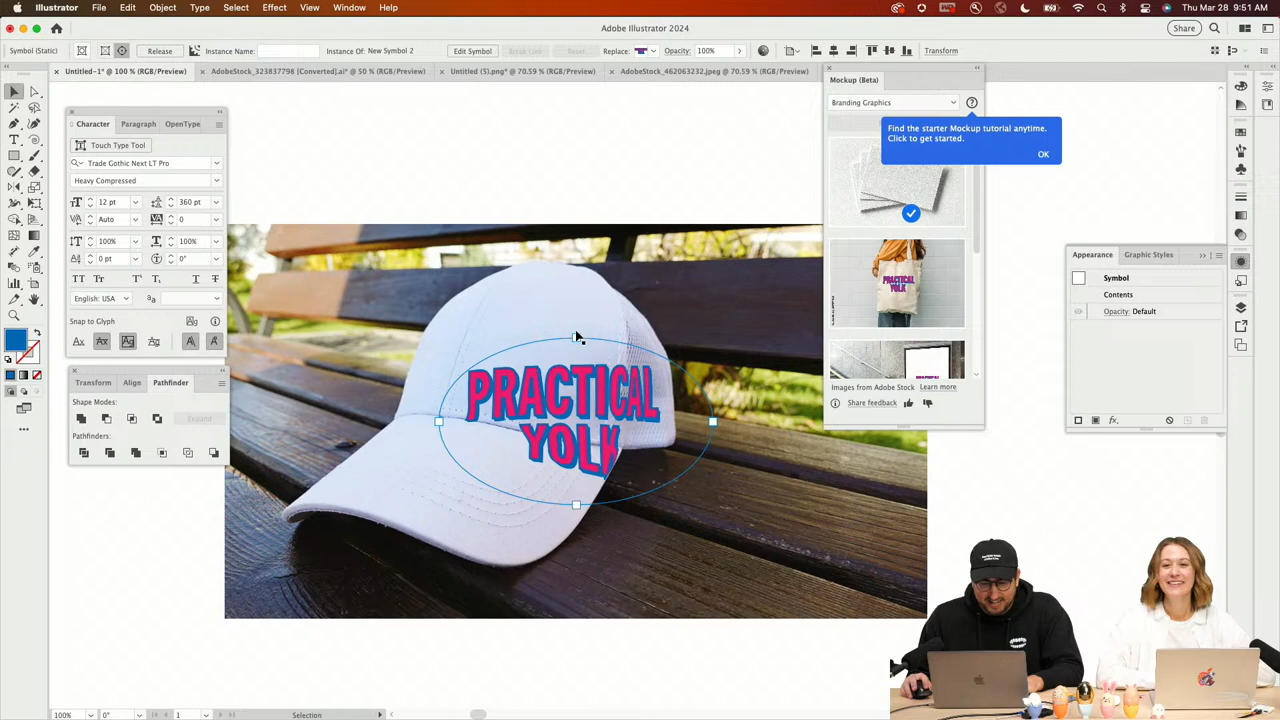 Illustrator File Edit Object Type Select Effect View Window Help Thu Mar 28 9:51 AM
Adobe Illustrator 2024
Share
Symbol (Static) Release Instance Name: Instance Of: New Symbol 2 Edit Symbol Break Link Reset Replace: Opacity: 100% Transform
Untitled-1* @ 100 % (RGB/Preview) AdobeStock_323837798 [Converted].ai* @ 50 % (RGB/Preview) Untitled (5).png* @ 70.59 % (RGB/Preview) AdobeStock_462063232.jpeg @ 70.59 % (RGB/Preview)
Mockup (Beta)
Branding Graphics
Find the starter Mockup tutorial anytime.
Click to get started.
OK
Character Paragraph OpenType
Touch Type Tool
Trade Gothic Next LT Pro
Heavy Compressed
12 pt 360 pt
Auto 0
100% 100%
0 pt 0°
English: USA
Snap to Glyph
Transform Align Pathfinder
Shape Modes:
Expand
Pathfinders:
PRACTICAL
YOLK
PRACTICAL
YOLK
Images from Adobe Stock Learn more
Share feedback
Appearance Graphic Styles
Symbol
Contents
Opacity: Default
100% 0° 1 Selection